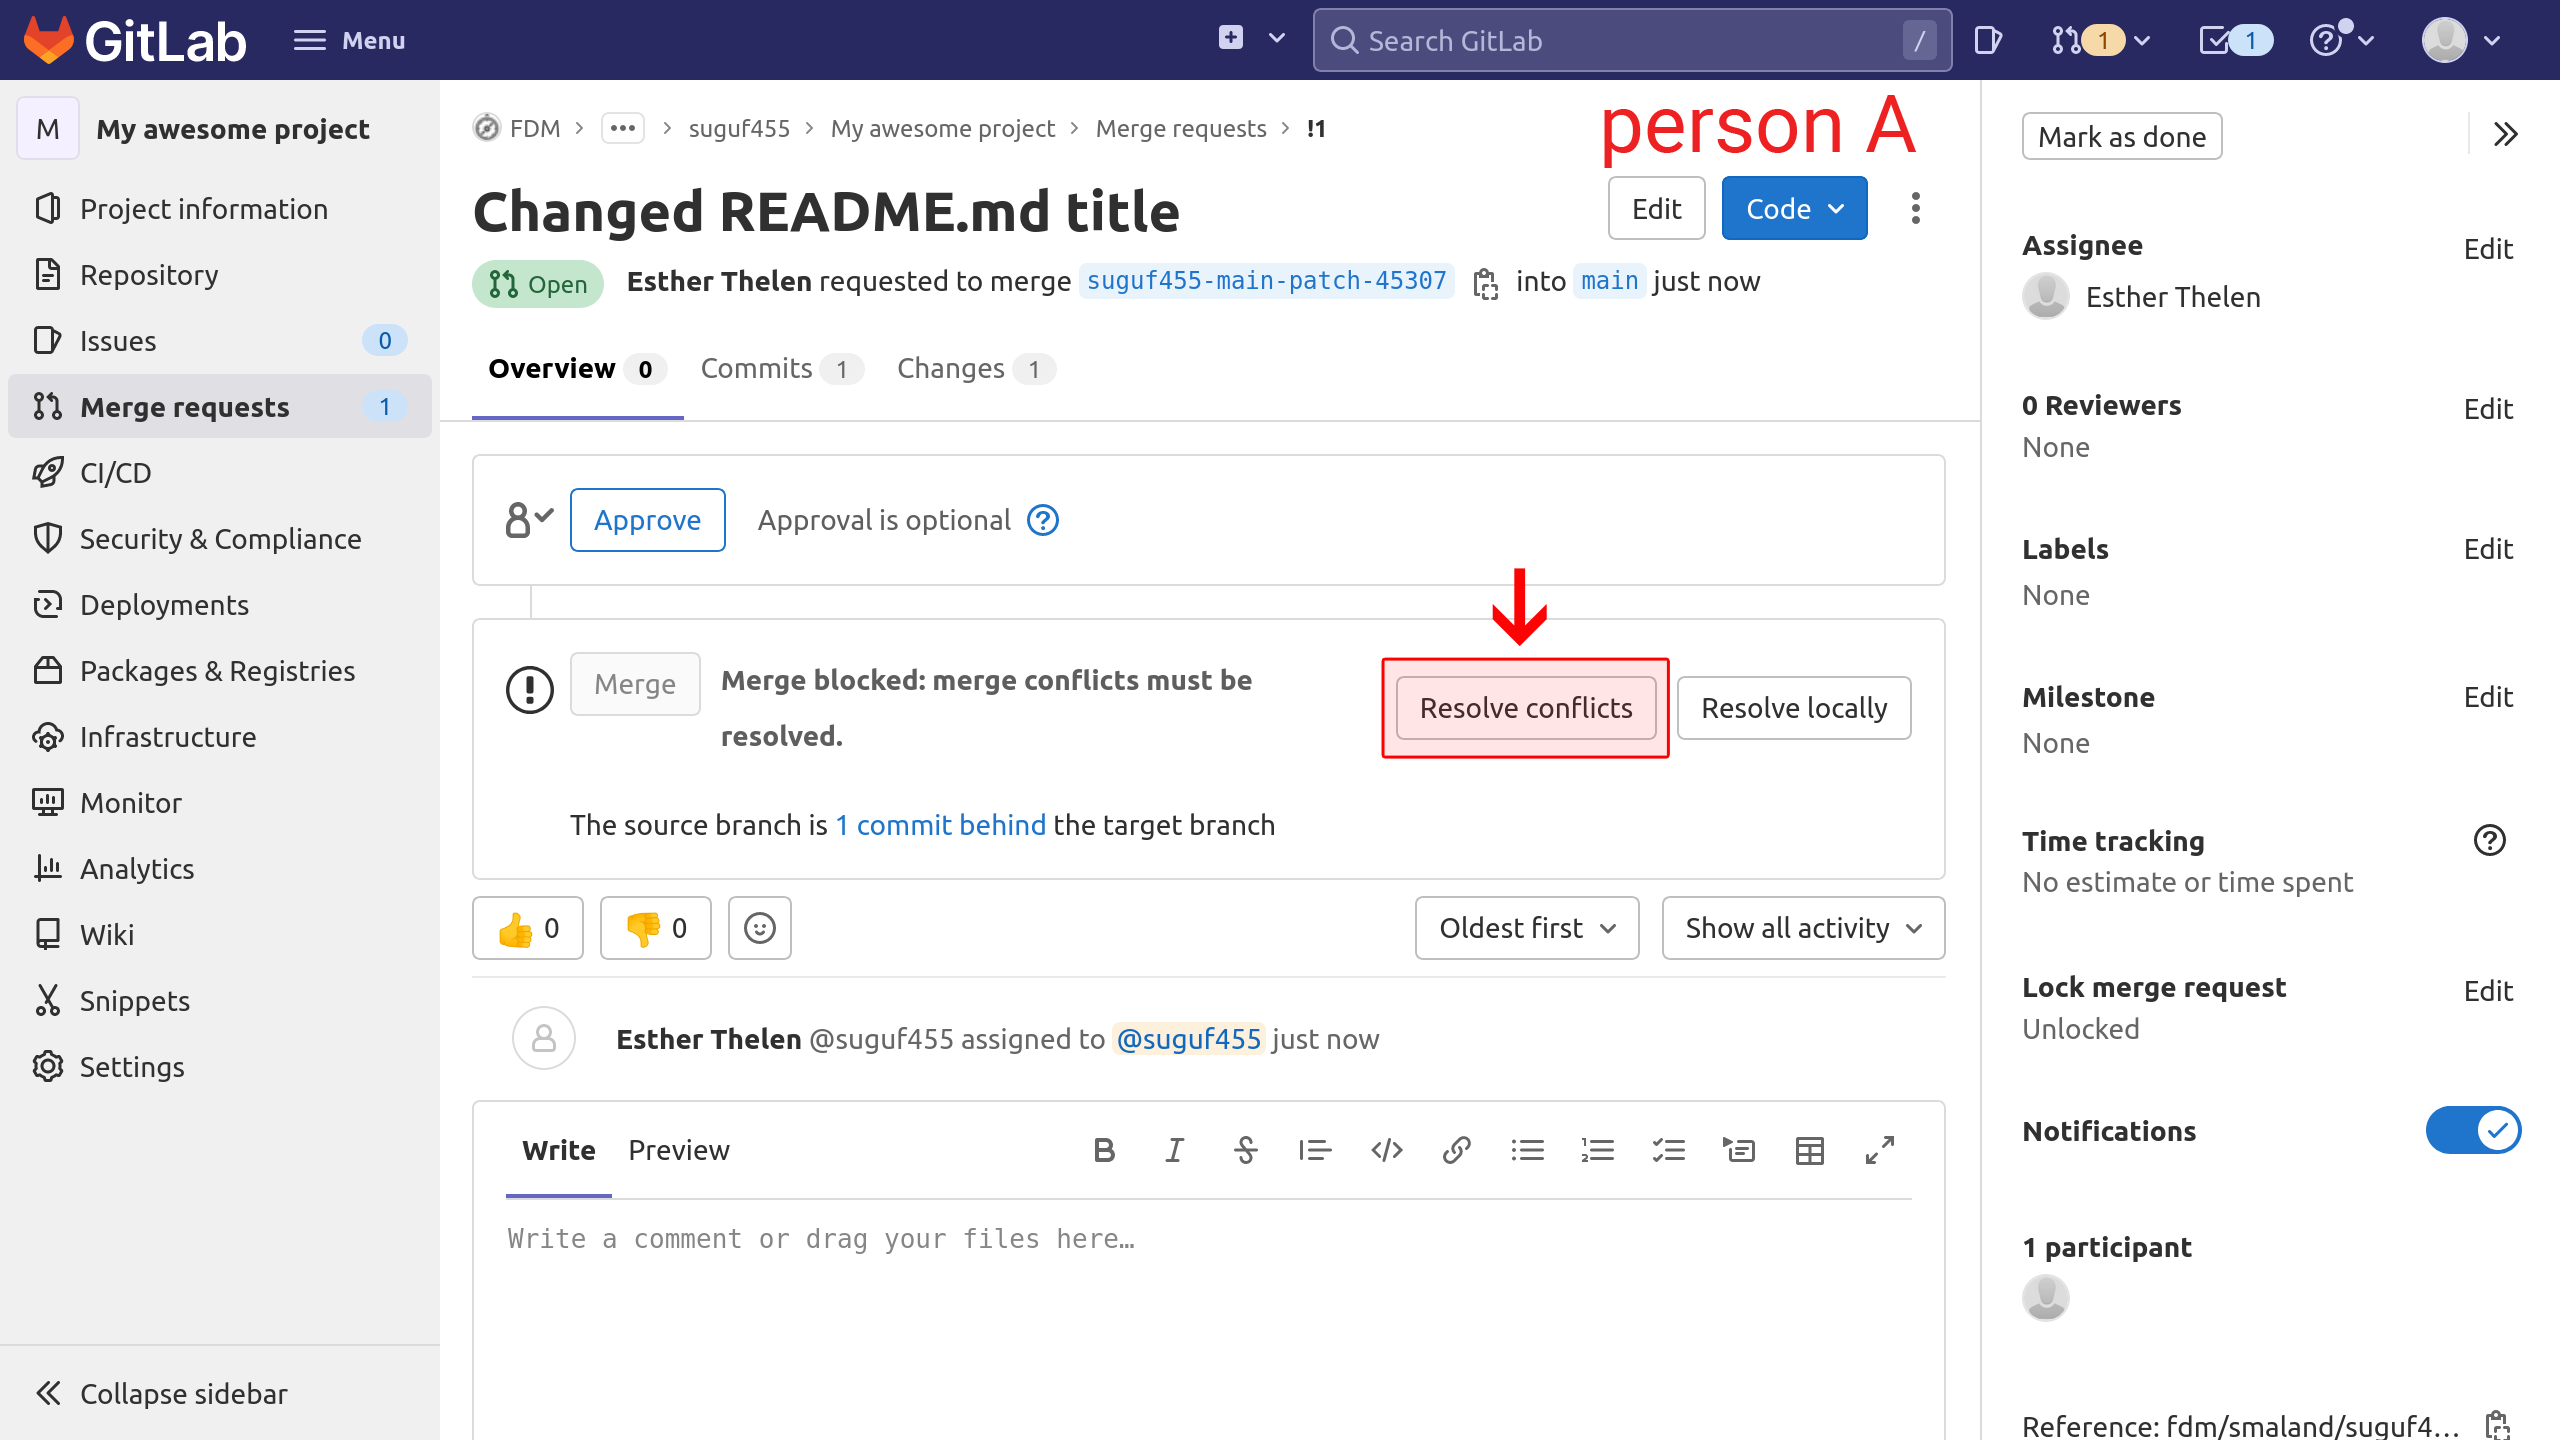 GitLab
Menu
Search GitLab
/
1
1
M
My awesome project
Project information
Repository
Issues 0
Merge requests 1
CI/CD
Security & Compliance
Deployments
Packages & Registries
Infrastructure
Monitor
Analytics
Wiki
Snippets
Settings
Collapse sidebar
FDM > ••• > suguf455 > My awesome project > Merge requests > !1
person A
Changed README.md title
Edit
Code
Open
Esther Thelen requested to merge suguf455-main-patch-45307 into main just now
Overview 0
Commits 1
Changes 1
Approve
Approval is optional
Merge
Merge blocked: merge conflicts must be
resolved.
Resolve conflicts
Resolve locally
The source branch is 1 commit behind the target branch
👍 0
👎 0
Oldest first
Show all activity
Esther Thelen @suguf455 assigned to @suguf455 just now
Write
Preview
Write a comment or drag your files here…
Mark as done
Assignee
Edit
Esther Thelen
0 Reviewers
Edit
None
Labels
Edit
None
Milestone
Edit
None
Time tracking
No estimate or time spent
Lock merge request
Edit
Unlocked
Notifications
1 participant
Reference: fdm/smaland/suguf4…